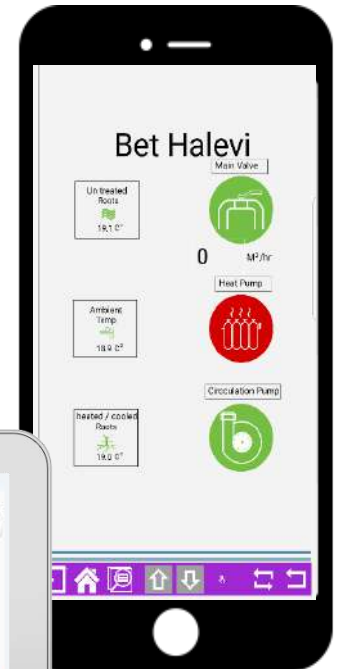 Bet Halevi
Main Valve
Un treated
Roots
19.1 C°
0 M³/hr
Heat Pump
Ambient
Temp
18.9 C°
Circulation Pump
heated / cooled
Roots
19.0 C°